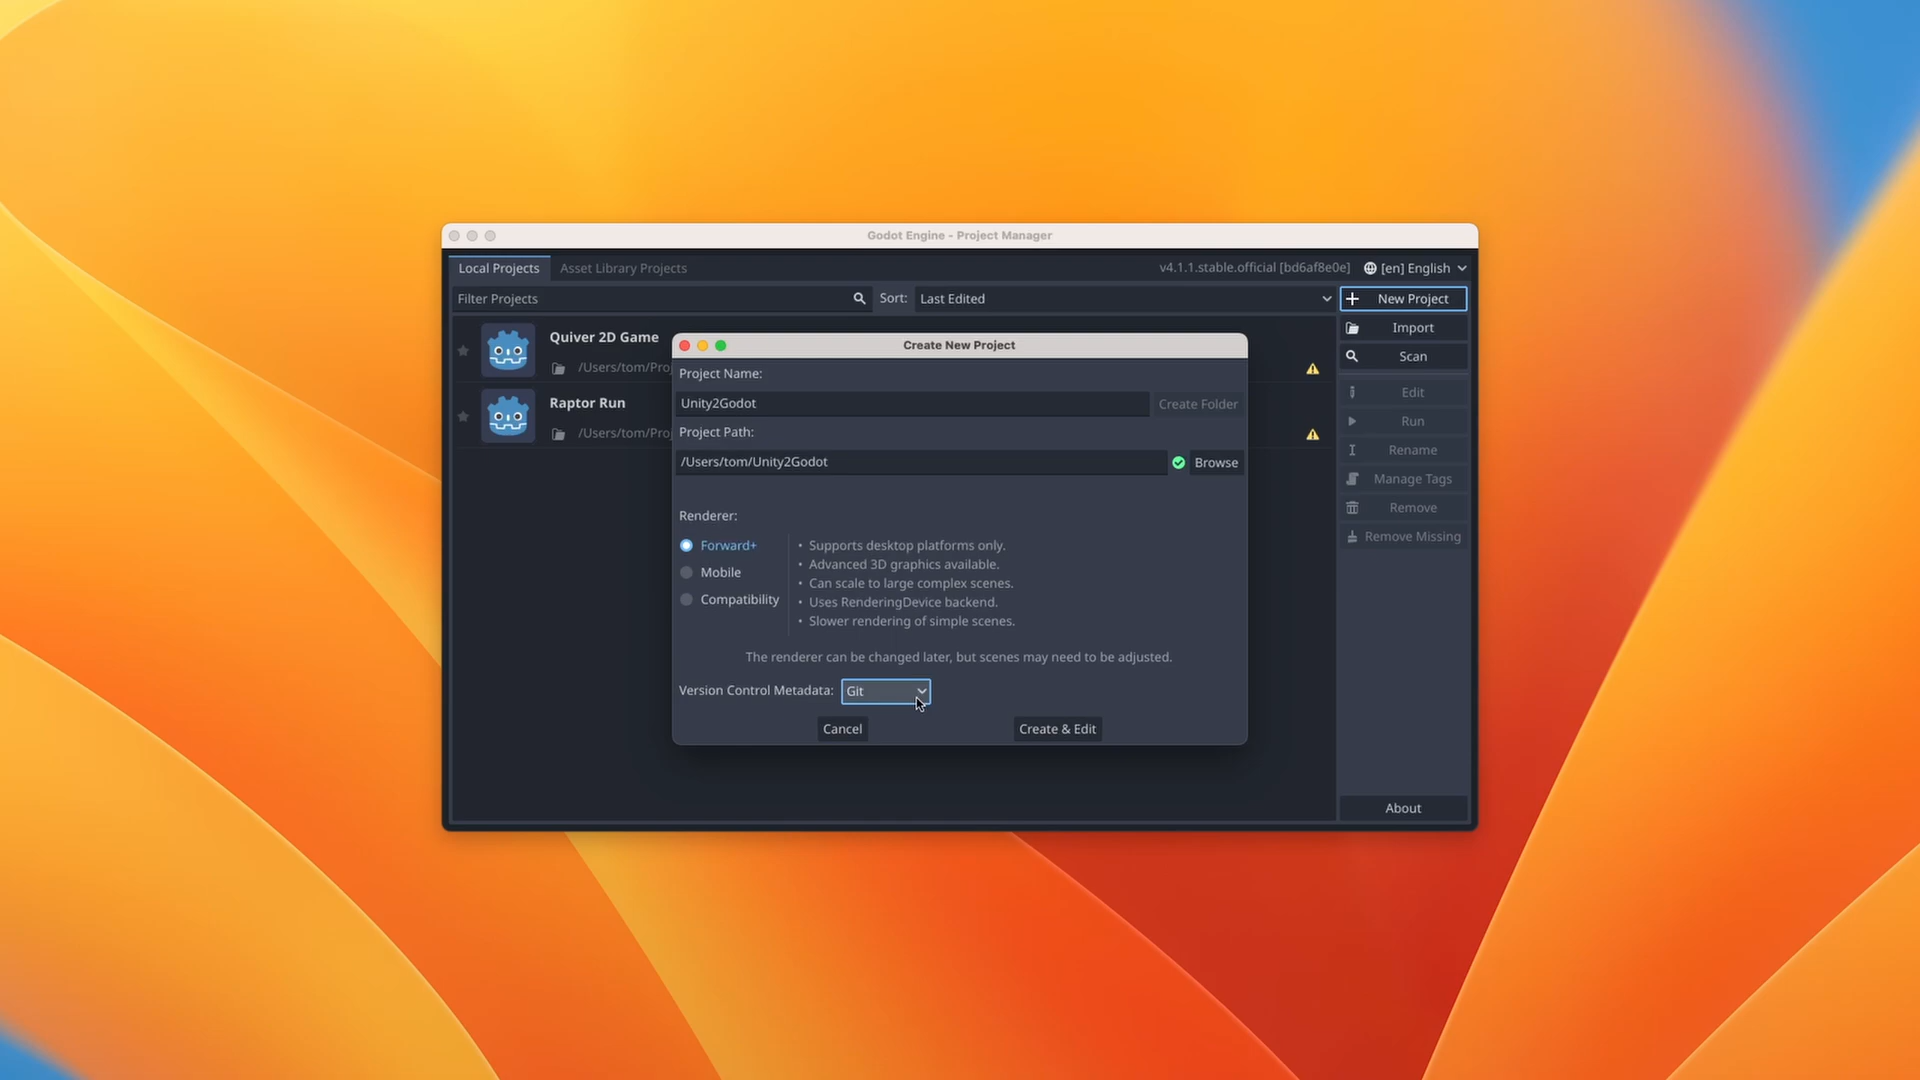 Godot Engine - Project Manager
Local Projects
Asset Library Projects
v4.1.1.stable.official [bd6af8e0e]
[en] English
Filter Projects
Sort:
Last Edited
New Project
Import
Scan
Edit
Run
Rename
Manage Tags
Remove
Remove Missing
About
Quiver 2D Game
/Users/tom/Proj
Raptor Run
/Users/tom/Proj
Create New Project
Project Name:
Unity2Godot
Create Folder
Project Path:
/Users/tom/Unity2Godot
Browse
Renderer:
Forward+
Mobile
Compatibility
• Supports desktop platforms only.
• Advanced 3D graphics available.
• Can scale to large complex scenes.
• Uses RenderingDevice backend.
• Slower rendering of simple scenes.
The renderer can be changed later, but scenes may need to be adjusted.
Version Control Metadata:
Git
Cancel
Create & Edit